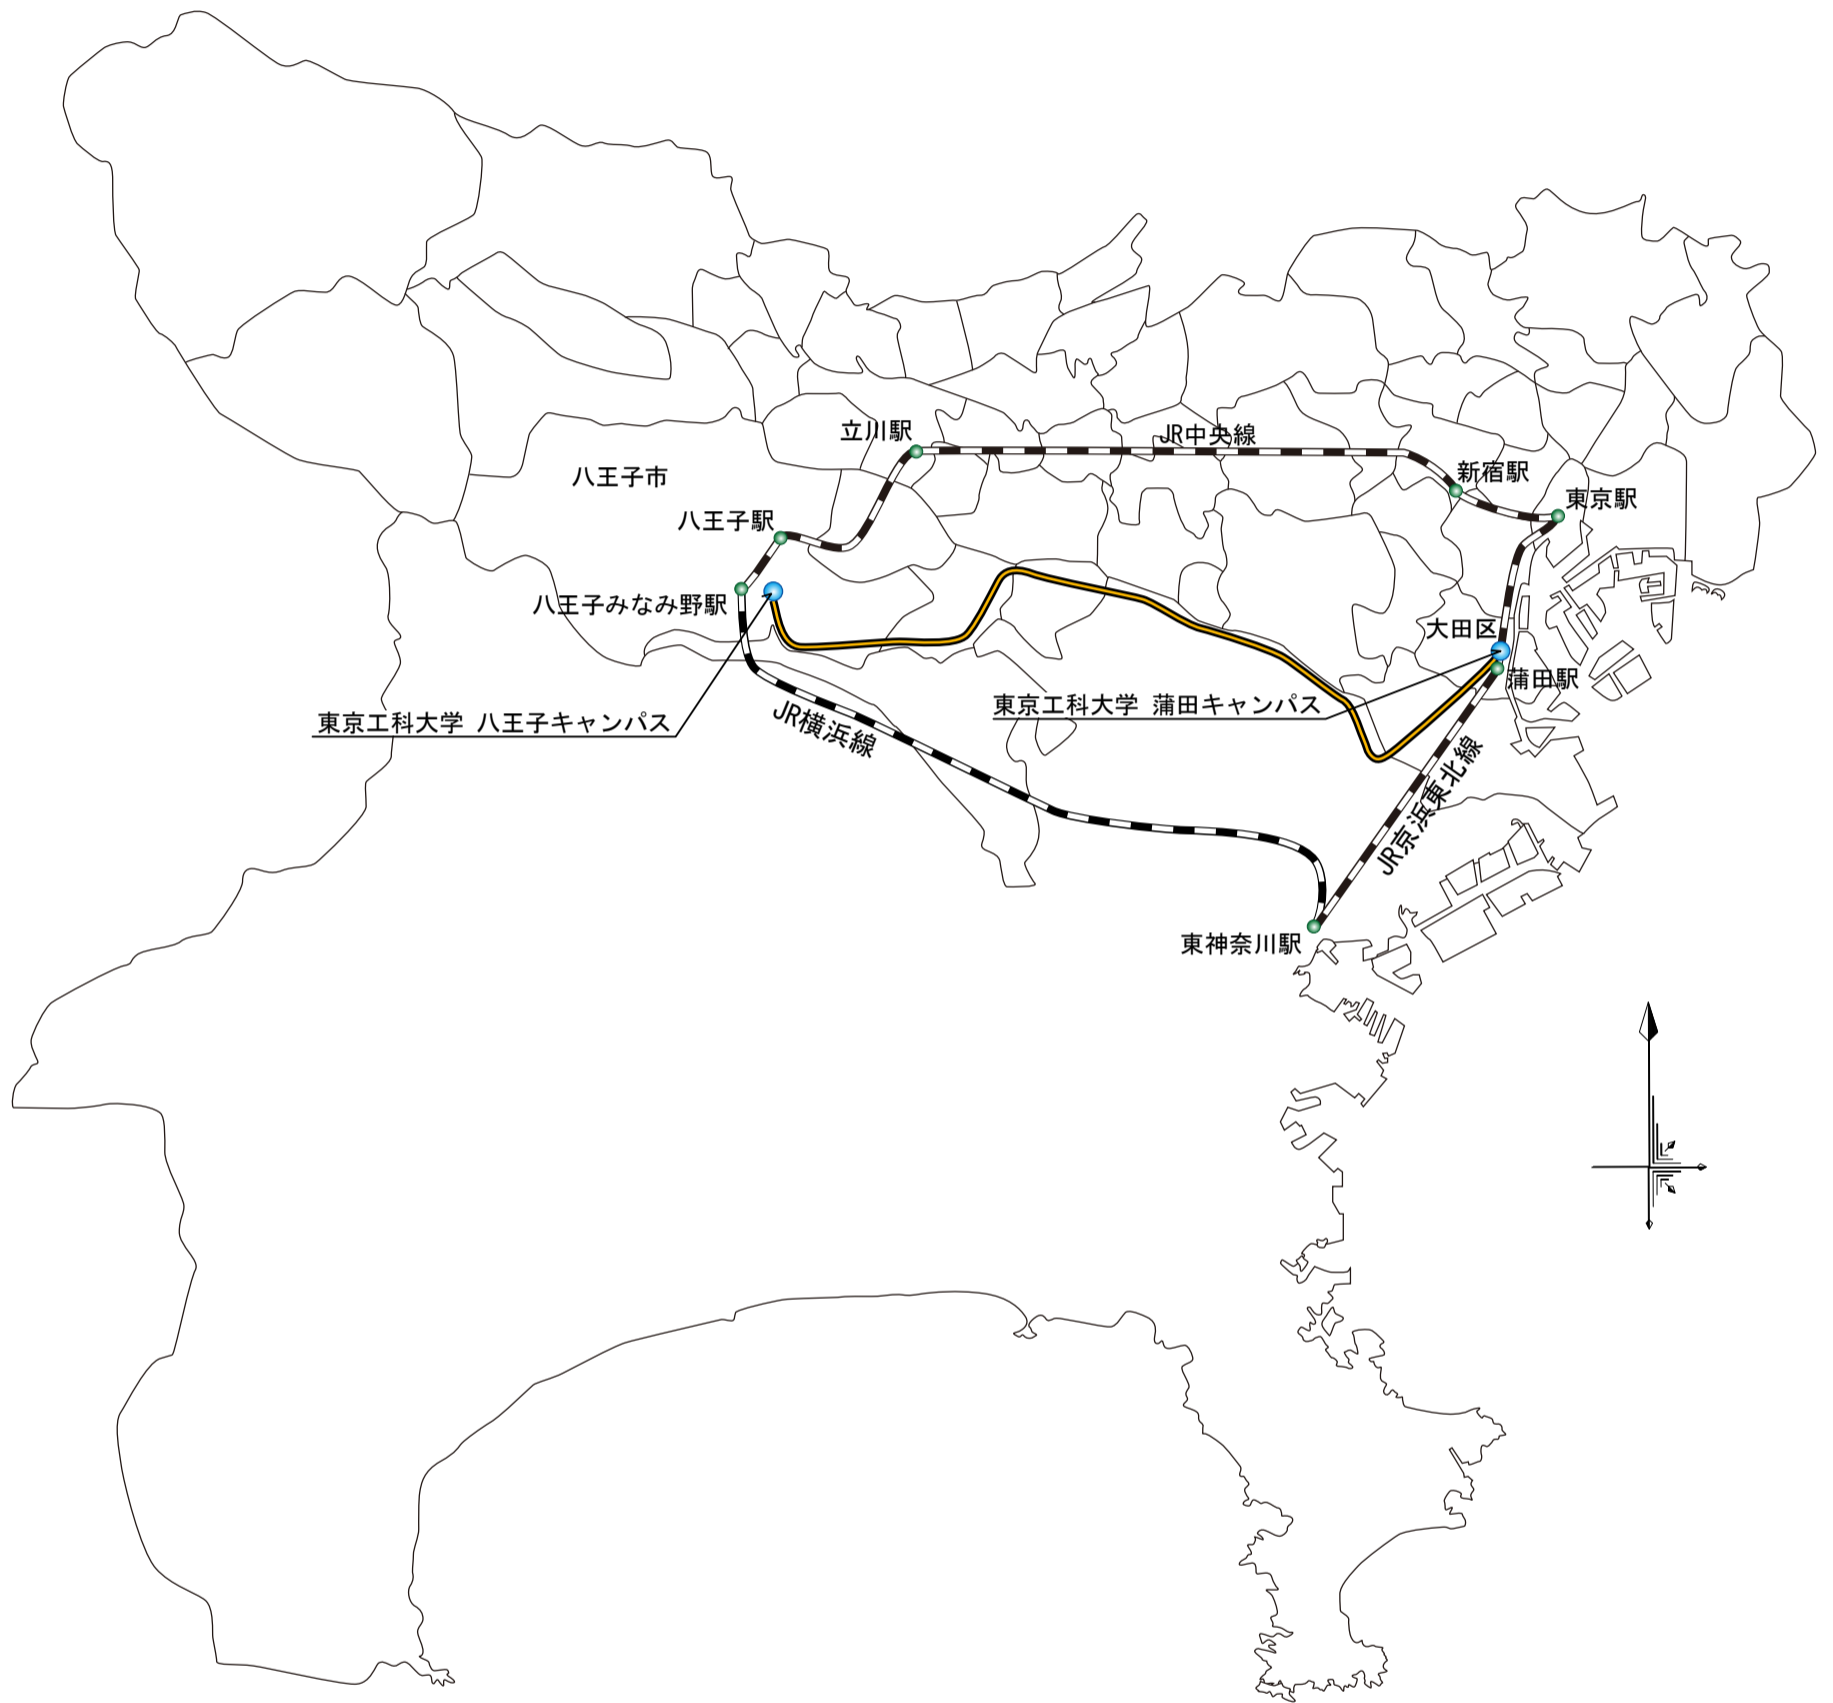 立川駅
JR中央線
八王子市
新宿駅
東京駅
八王子駅
八王子みなみ野駅
大田区
蒲田駅
東京工科大学 蒲田キャンパス
東京工科大学 八王子キャンパス
JR横浜線
JR京浜東北線
東神奈川駅